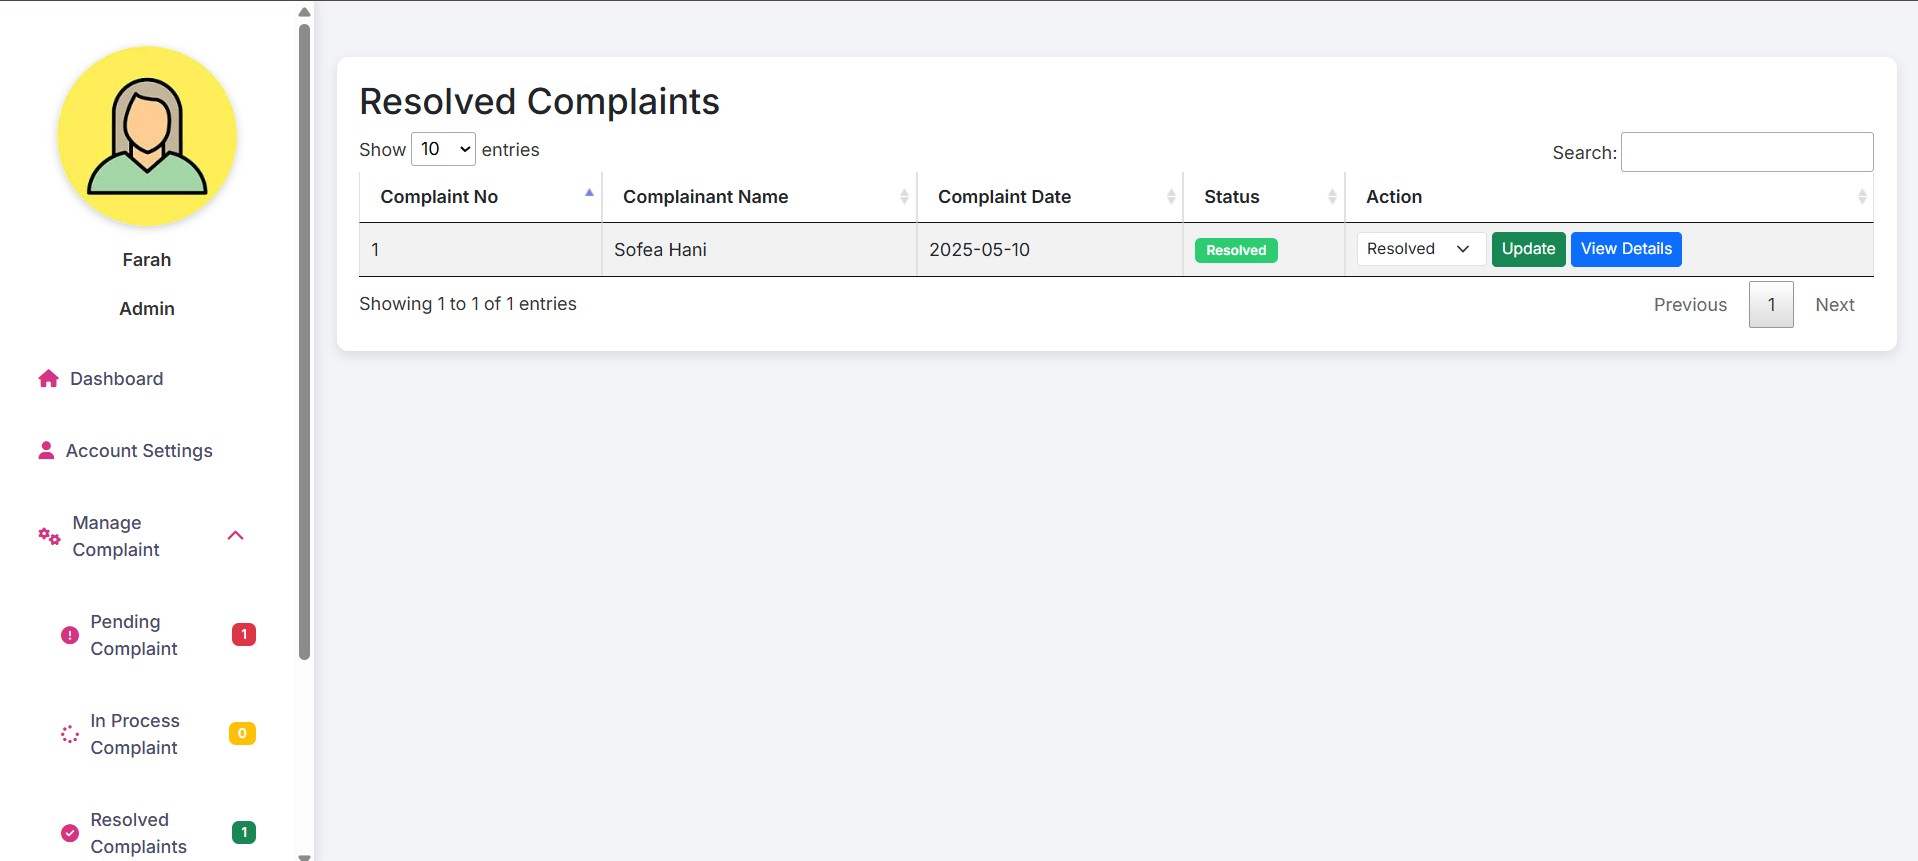 Farah
Admin
Dashboard
Account Settings
Manage
Complaint
Pending
Complaint
1
In Process
Complaint
0
Resolved
Complaints
1
Resolved Complaints
Show 10 entries
Search:
Complaint No Complainant Name Complaint Date Status Action
1 Sofea Hani 2025-05-10 Resolved Resolved Update View Details
Showing 1 to 1 of 1 entries
Previous 1 Next